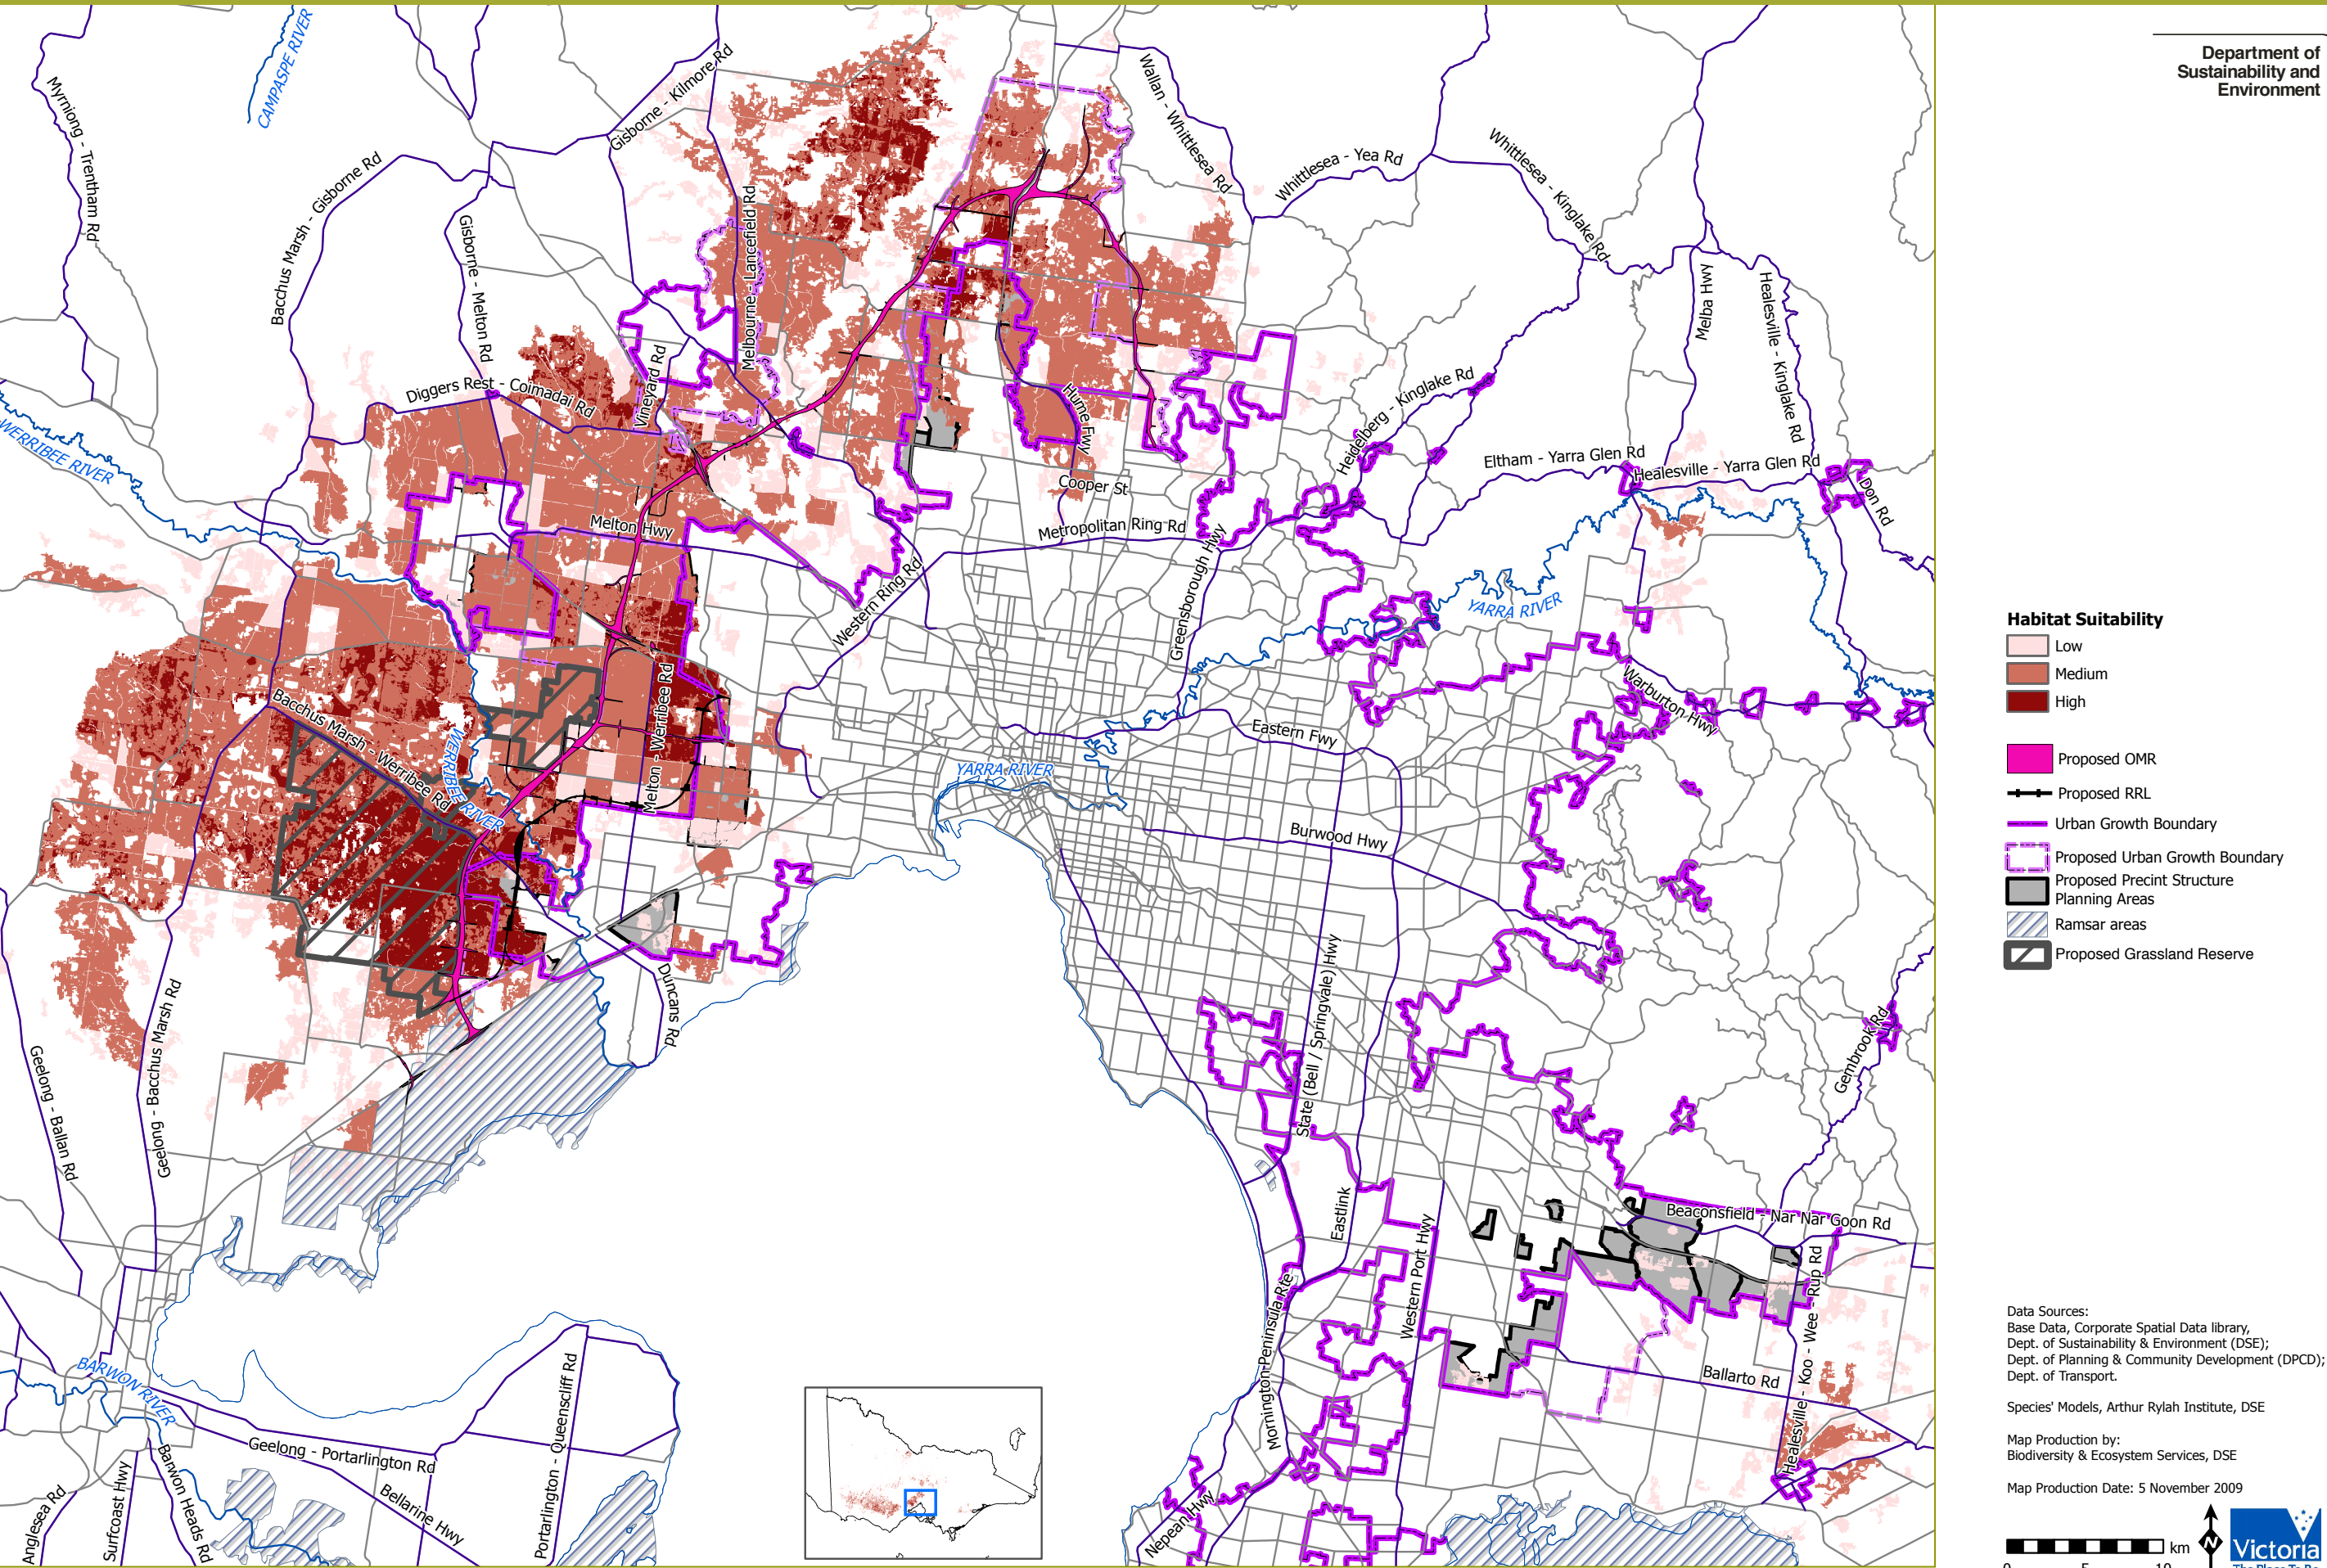 Department of
Sustainability and
Environment
CAMPASPE RIVER
Myrniong - Trentham Rd
Gisborne - Kilmore Rd
Wallan - Whittlesea Rd
Whittlesea - Yea Rd
Whittlesea - Kinglake Rd
Bacchus Marsh - Gisborne Rd
Gisborne - Melton Rd
Melbourne - Lancefield Rd
Melba Hwy
Healesville - Kinglake Rd
Vineyard Rd
Diggers Rest - Coimadai Rd
Hume Fwy
Heidelberg - Kinglake Rd
WERRIBEE RIVER
Eltham - Yarra Glen Rd
Healesville - Yarra Glen Rd
Don Rd
Cooper St
Melton Hwy
Metropolitan Ring Rd
Greensborough Hwy
Western Ring Rd
YARRA RIVER
Warburton Hwy
Bacchus Marsh - Werribee Rd
WERRIBEE RIVER
Melton - Werribee Rd
Eastern Fwy
YARRA RIVER
Burwood Hwy
State (Bell / Springvale) Hwy
Duncans Rd
Geelong - Bacchus Marsh Rd
Geelong - Ballan Rd
Gembrook Rd
Eastlink
Western Port Hwy
Beaconsfield - Nar Nar Goon Rd
Healesville - Koo - Wee - Rup Rd
Mornington Peninsula Rte
Ballarto Rd
BARWON RIVER
Geelong - Portarlington Rd
Portarlington - Queenscliff Rd
Bellarine Hwy
Barwon Heads Rd
Surfcoast Hwy
Anglesea Rd
Nepean Hwy
Habitat Suitability
Low
Medium
High
Proposed OMR
Proposed RRL
Urban Growth Boundary
Proposed Urban Growth Boundary
Proposed Precint Structure
Planning Areas
Ramsar areas
Proposed Grassland Reserve
Data Sources:
Base Data, Corporate Spatial Data library,
Dept. of Sustainability & Environment (DSE);
Dept. of Planning & Community Development (DPCD);
Dept. of Transport.
Species' Models, Arthur Rylah Institute, DSE
Map Production by:
Biodiversity & Ecosystem Services, DSE
Map Production Date: 5 November 2009
km
N
Victoria